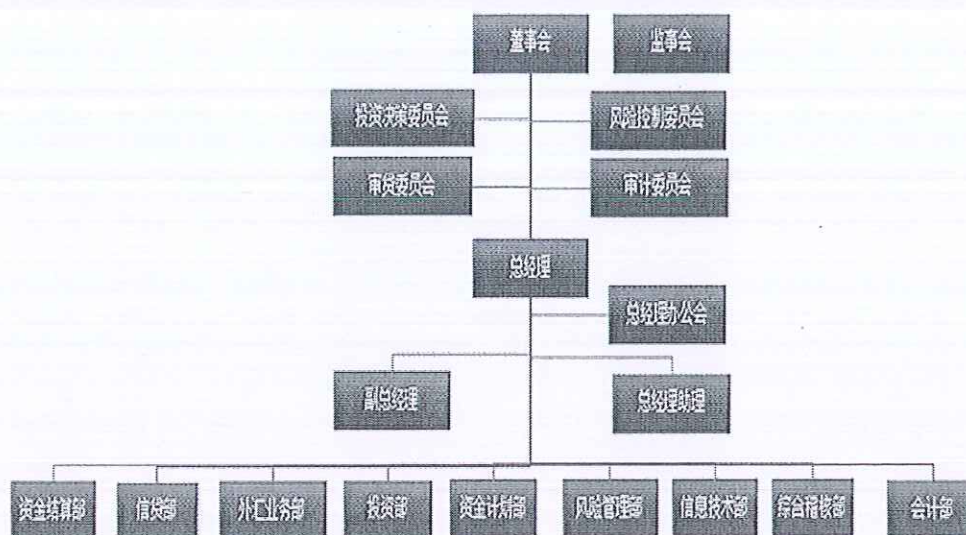 董事会
监事会
投资决策委员会
风险控制委员会
审贷委员会
审计委员会
总经理
总经理办公会
副总经理
总经理助理
资金结算部
信贷部
外汇业务部
投资部
资金计划部
风险管理部
信息技术部
综合稽核部
会计部